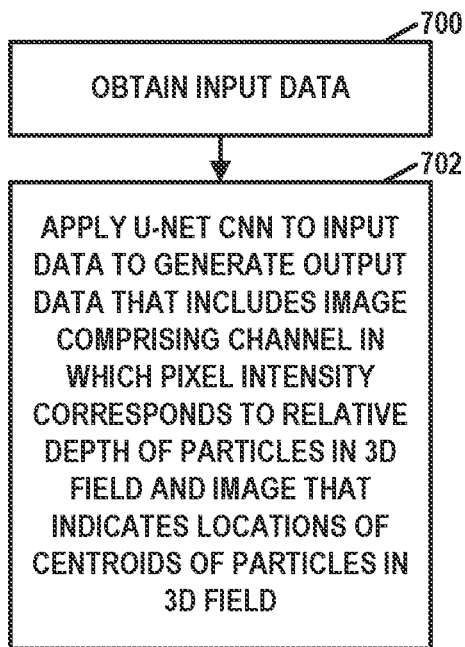 700
OBTAIN INPUT DATA
702
APPLY U-NET CNN TO INPUT
DATA TO GENERATE OUTPUT
DATA THAT INCLUDES IMAGE
COMPRISING CHANNEL IN
WHICH PIXEL INTENSITY
CORRESPONDS TO RELATIVE
DEPTH OF PARTICLES IN 3D
FIELD AND IMAGE THAT
INDICATES LOCATIONS OF
CENTROIDS OF PARTICLES IN
3D FIELD